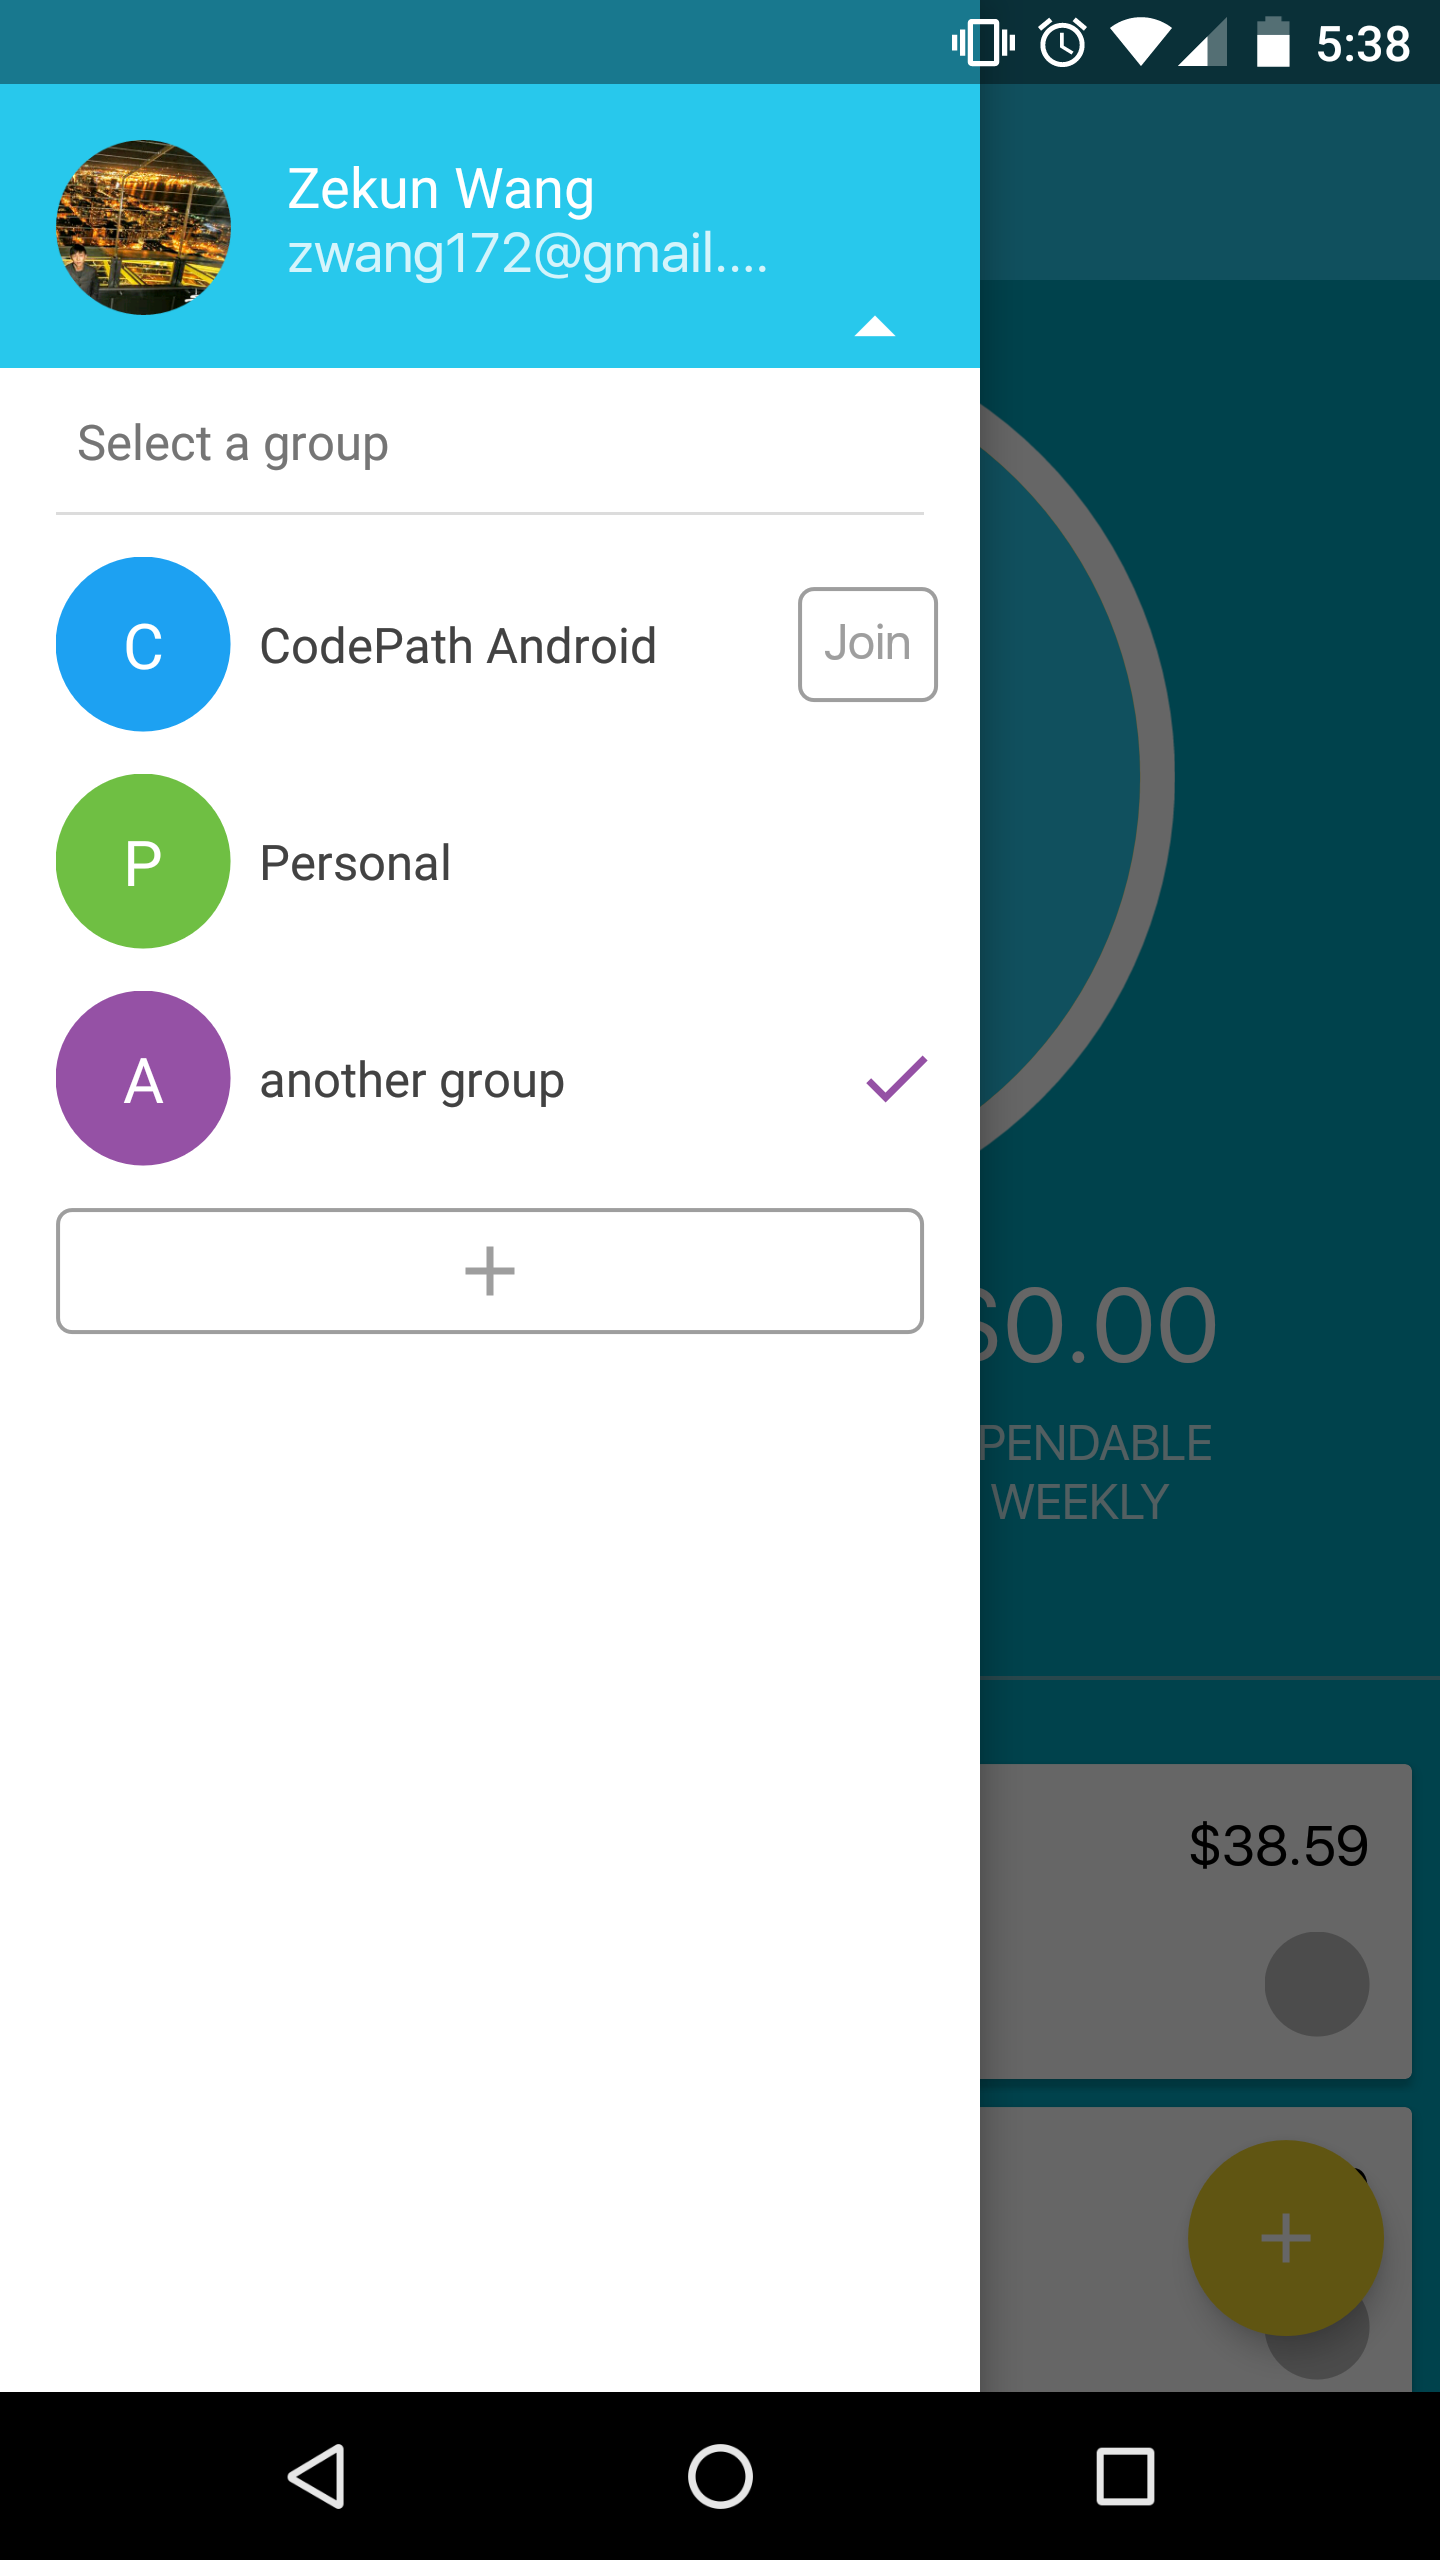 5:38
Zekun Wang
zwang172@gmail....
Select a group
C CodePath Android Join
P Personal
A another group
$0.00
PENDABLE
WEEKLY
$38.59